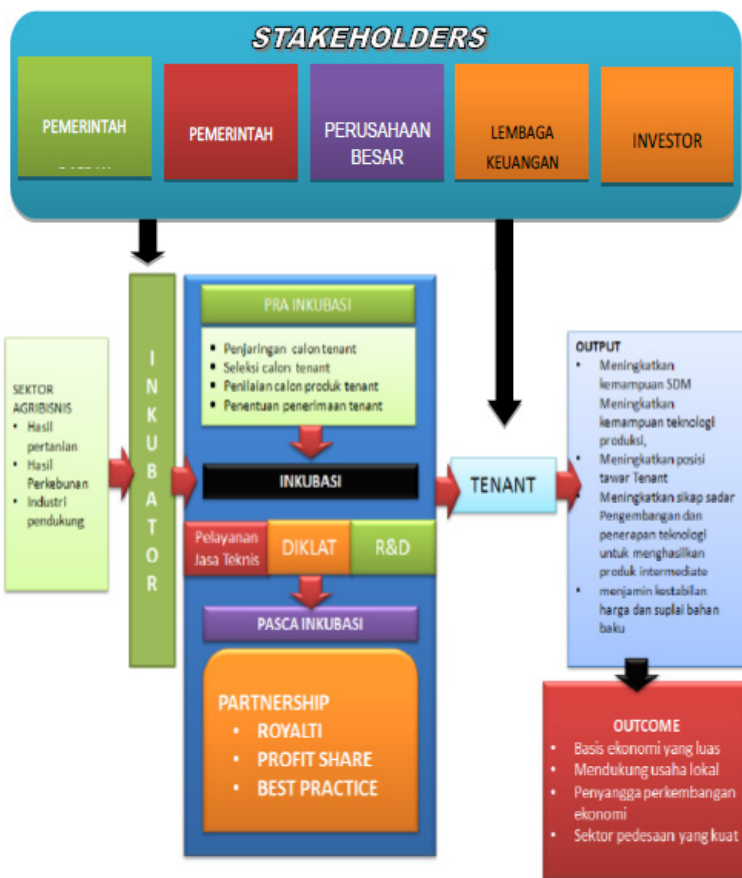 STAKEHOLDERS
PEMERINTAH
PEMERINTAH
PERUSAHAAN
BESAR
LEMBAGA
KEUANGAN
INVESTOR
SEKTOR
AGRIBISNIS
• Hasil
pertanian
• Hasil
Perkebunan
• Industri
pendukung
INKUBATOR
PRA INKUBASI
• Penjaringan calon tenant
• Seleksi calon tenant
• Penilaian calon produk tenant
• Penentuan penerimaan tenant
INKUBASI
Pelayanan
Jasa Teknis
DIKLAT
R&D
PASCA INKUBASI
PARTNERSHIP
• ROYALTI
• PROFIT SHARE
• BEST PRACTICE
TENANT
OUTPUT
• Meningkatkan
kemampuan SDM
Meningkatkan
kemampuan teknologi
produksi,
• Meningkatkan posisi
tawar Tenant
• Meningkatkan sikap sadar
Pengembangan dan
penerapan teknologi
untuk menghasilkan
produk intermediate
• menjamin kestabilan
harga dan suplai bahan
baku
OUTCOME
• Basis ekonomi yang luas
• Mendukung usaha lokal
• Penyangga perkembangan
ekonomi
• Sektor pedesaan yang kuat